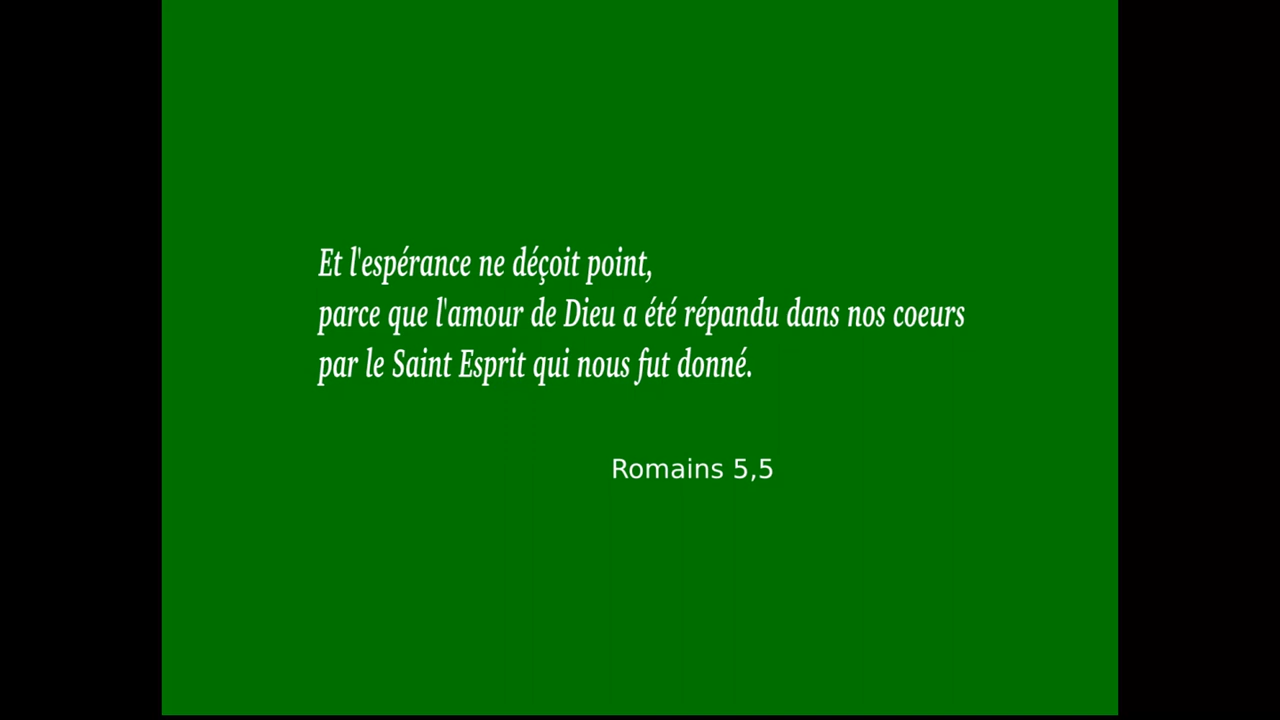 Et l'espérance ne déçoit point,
parce que l'amour de Dieu a été répandu dans nos coeurs
par le Saint Esprit qui nous fut donné.
Romains 5,5